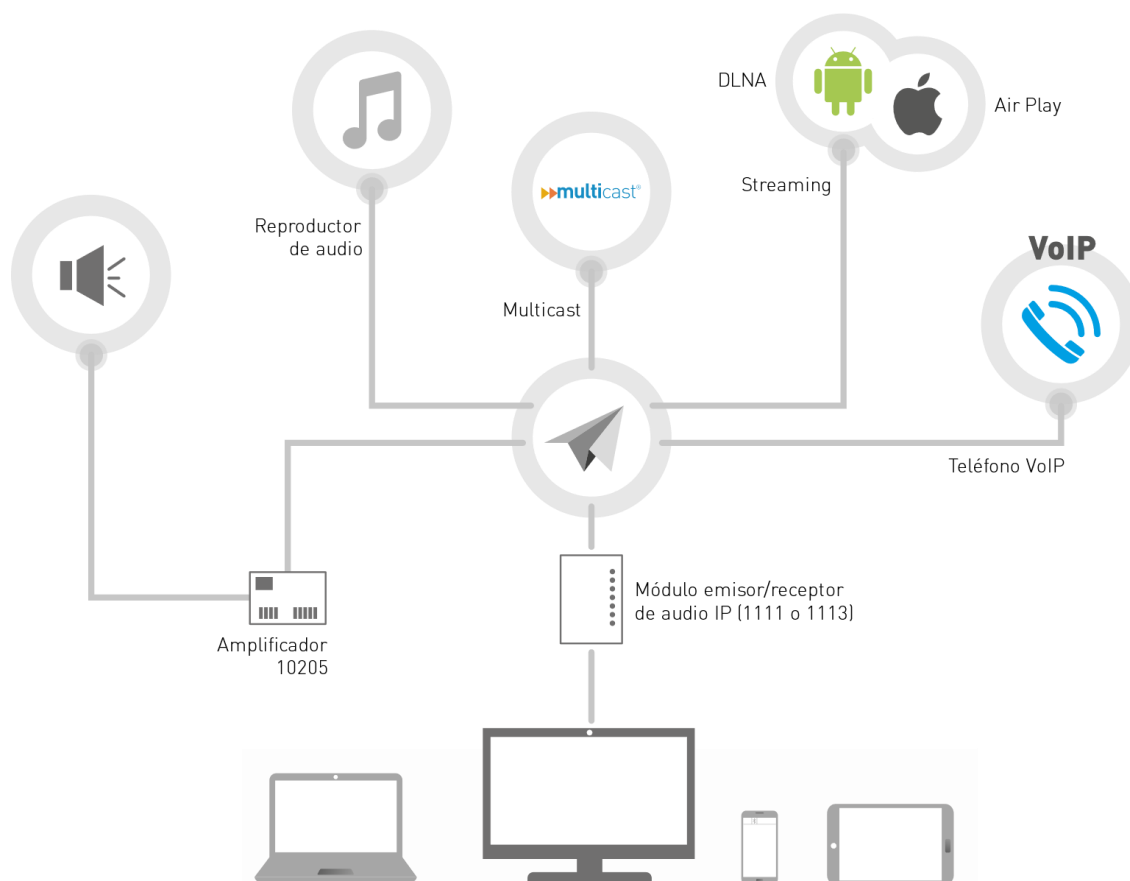 DLNA
Air Play
Streaming
multicast®
Reproductor
de audio
VoIP
Multicast
Teléfono VoIP
Módulo emisor/receptor
de audio IP (1111 o 1113)
Amplificador
10205